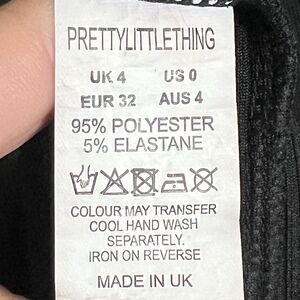 PRETTYLITTLETHING
UK 4 US 0
EUR 32 AUS 4
95% POLYESTER
5% ELASTANE
COLOUR MAY TRANSFER
COOL HAND WASH
SEPARATELY.
IRON ON REVERSE
MADE IN UK